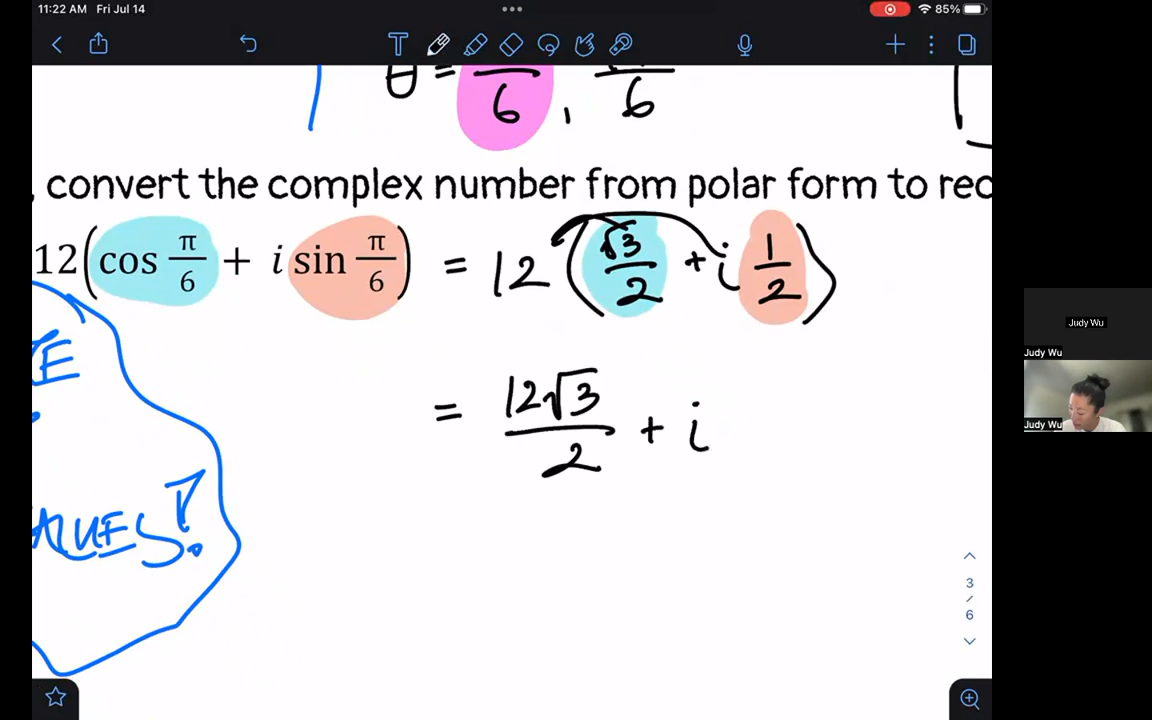 11:22 AM Fri Jul 14
85%
T
θ = 6 , 6
, convert the complex number from polar form to rec
12(cos π/6 + i sin π/6) = 12 (√3/2 + i 1/2)
= 12√3/2 + i
ALUES!
3
/
6
Judy Wu
Judy Wu
Judy Wu